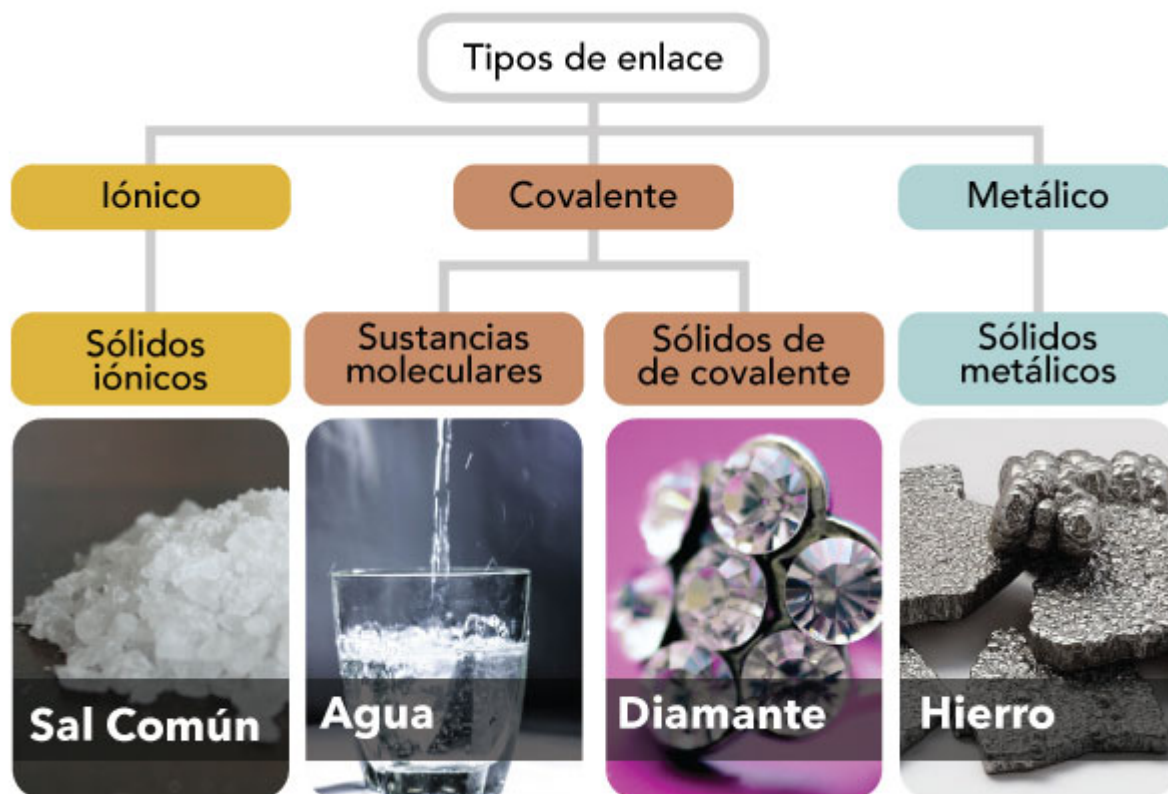 Tipos de enlace
Iónico
Covalente
Metálico
Sólidos
iónicos
Sustancias
moleculares
Sólidos de
de covalente
Sólidos
metálicos
Sal Común
Agua
Diamante
Hierro